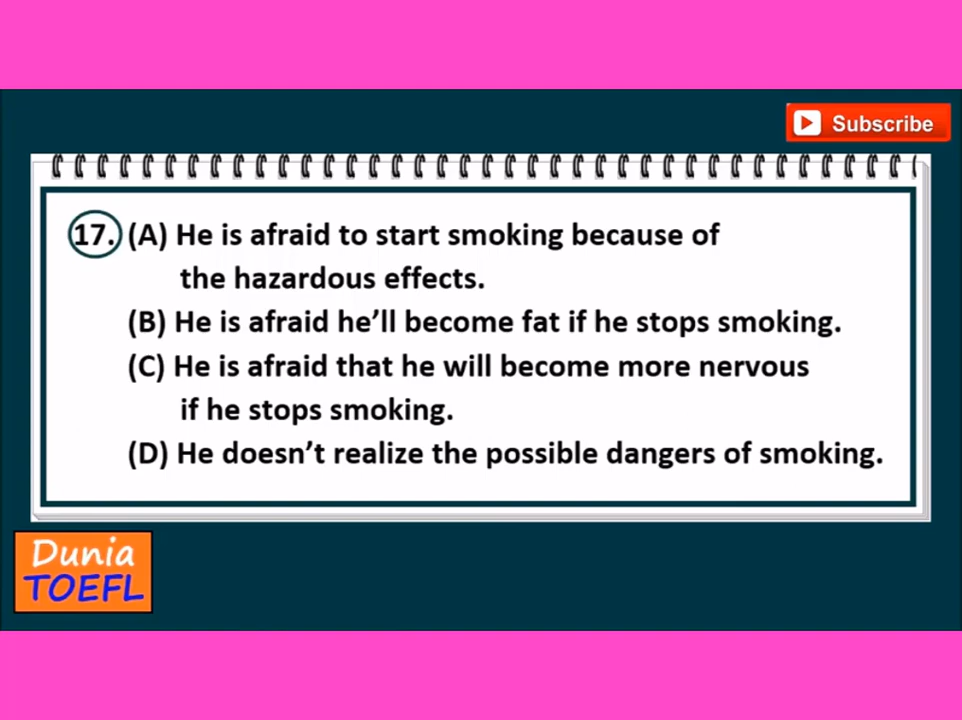 Subscribe
17. (A) He is afraid to start smoking because of
the hazardous effects.
(B) He is afraid he'll become fat if he stops smoking.
(C) He is afraid that he will become more nervous
if he stops smoking.
(D) He doesn't realize the possible dangers of smoking.
Dunia
TOEFL